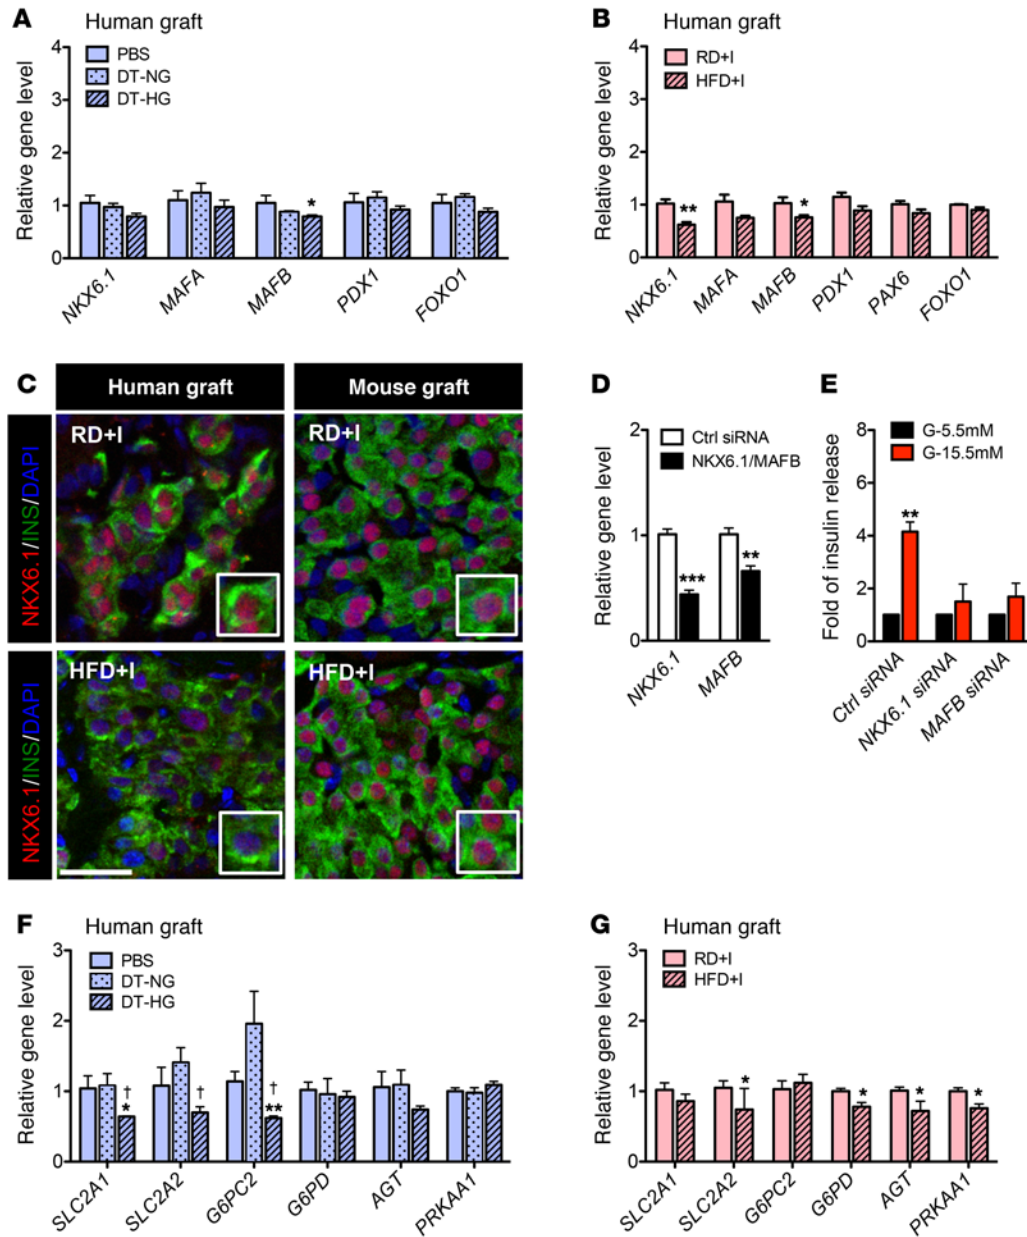 A Human graft
Relative gene level
4
3
2
1
0
PBS
DT-NG
DT-HG
*
NKX6.1
MAFA
MAFB
PDX1
FOXO1
B Human graft
Relative gene level
4
3
2
1
0
RD+I
HFD+I
**
*
NKX6.1
MAFA
MAFB
PDX1
PAX6
FOXO1
C
Human graft
Mouse graft
NKX6.1/INS/DAPI
RD+I
RD+I
NKX6.1/INS/DAPI
HFD+I
HFD+I
D
Relative gene level
2
1
0
Ctrl siRNA
NKX6.1/MAFB
***
**
NKX6.1
MAFB
E
Fold of insulin release
8
6
4
2
0
G-5.5mM
G-15.5mM
**
Ctrl siRNA
NKX6.1 siRNA
MAFB siRNA
F Human graft
Relative gene level
3
2
1
0
PBS
DT-NG
DT-HG
†
*
†
†
**
SLC2A1
SLC2A2
G6PC2
G6PD
AGT
PRKAA1
G Human graft
Relative gene level
3
2
1
0
RD+I
HFD+I
*
*
*
*
SLC2A1
SLC2A2
G6PC2
G6PD
AGT
PRKAA1